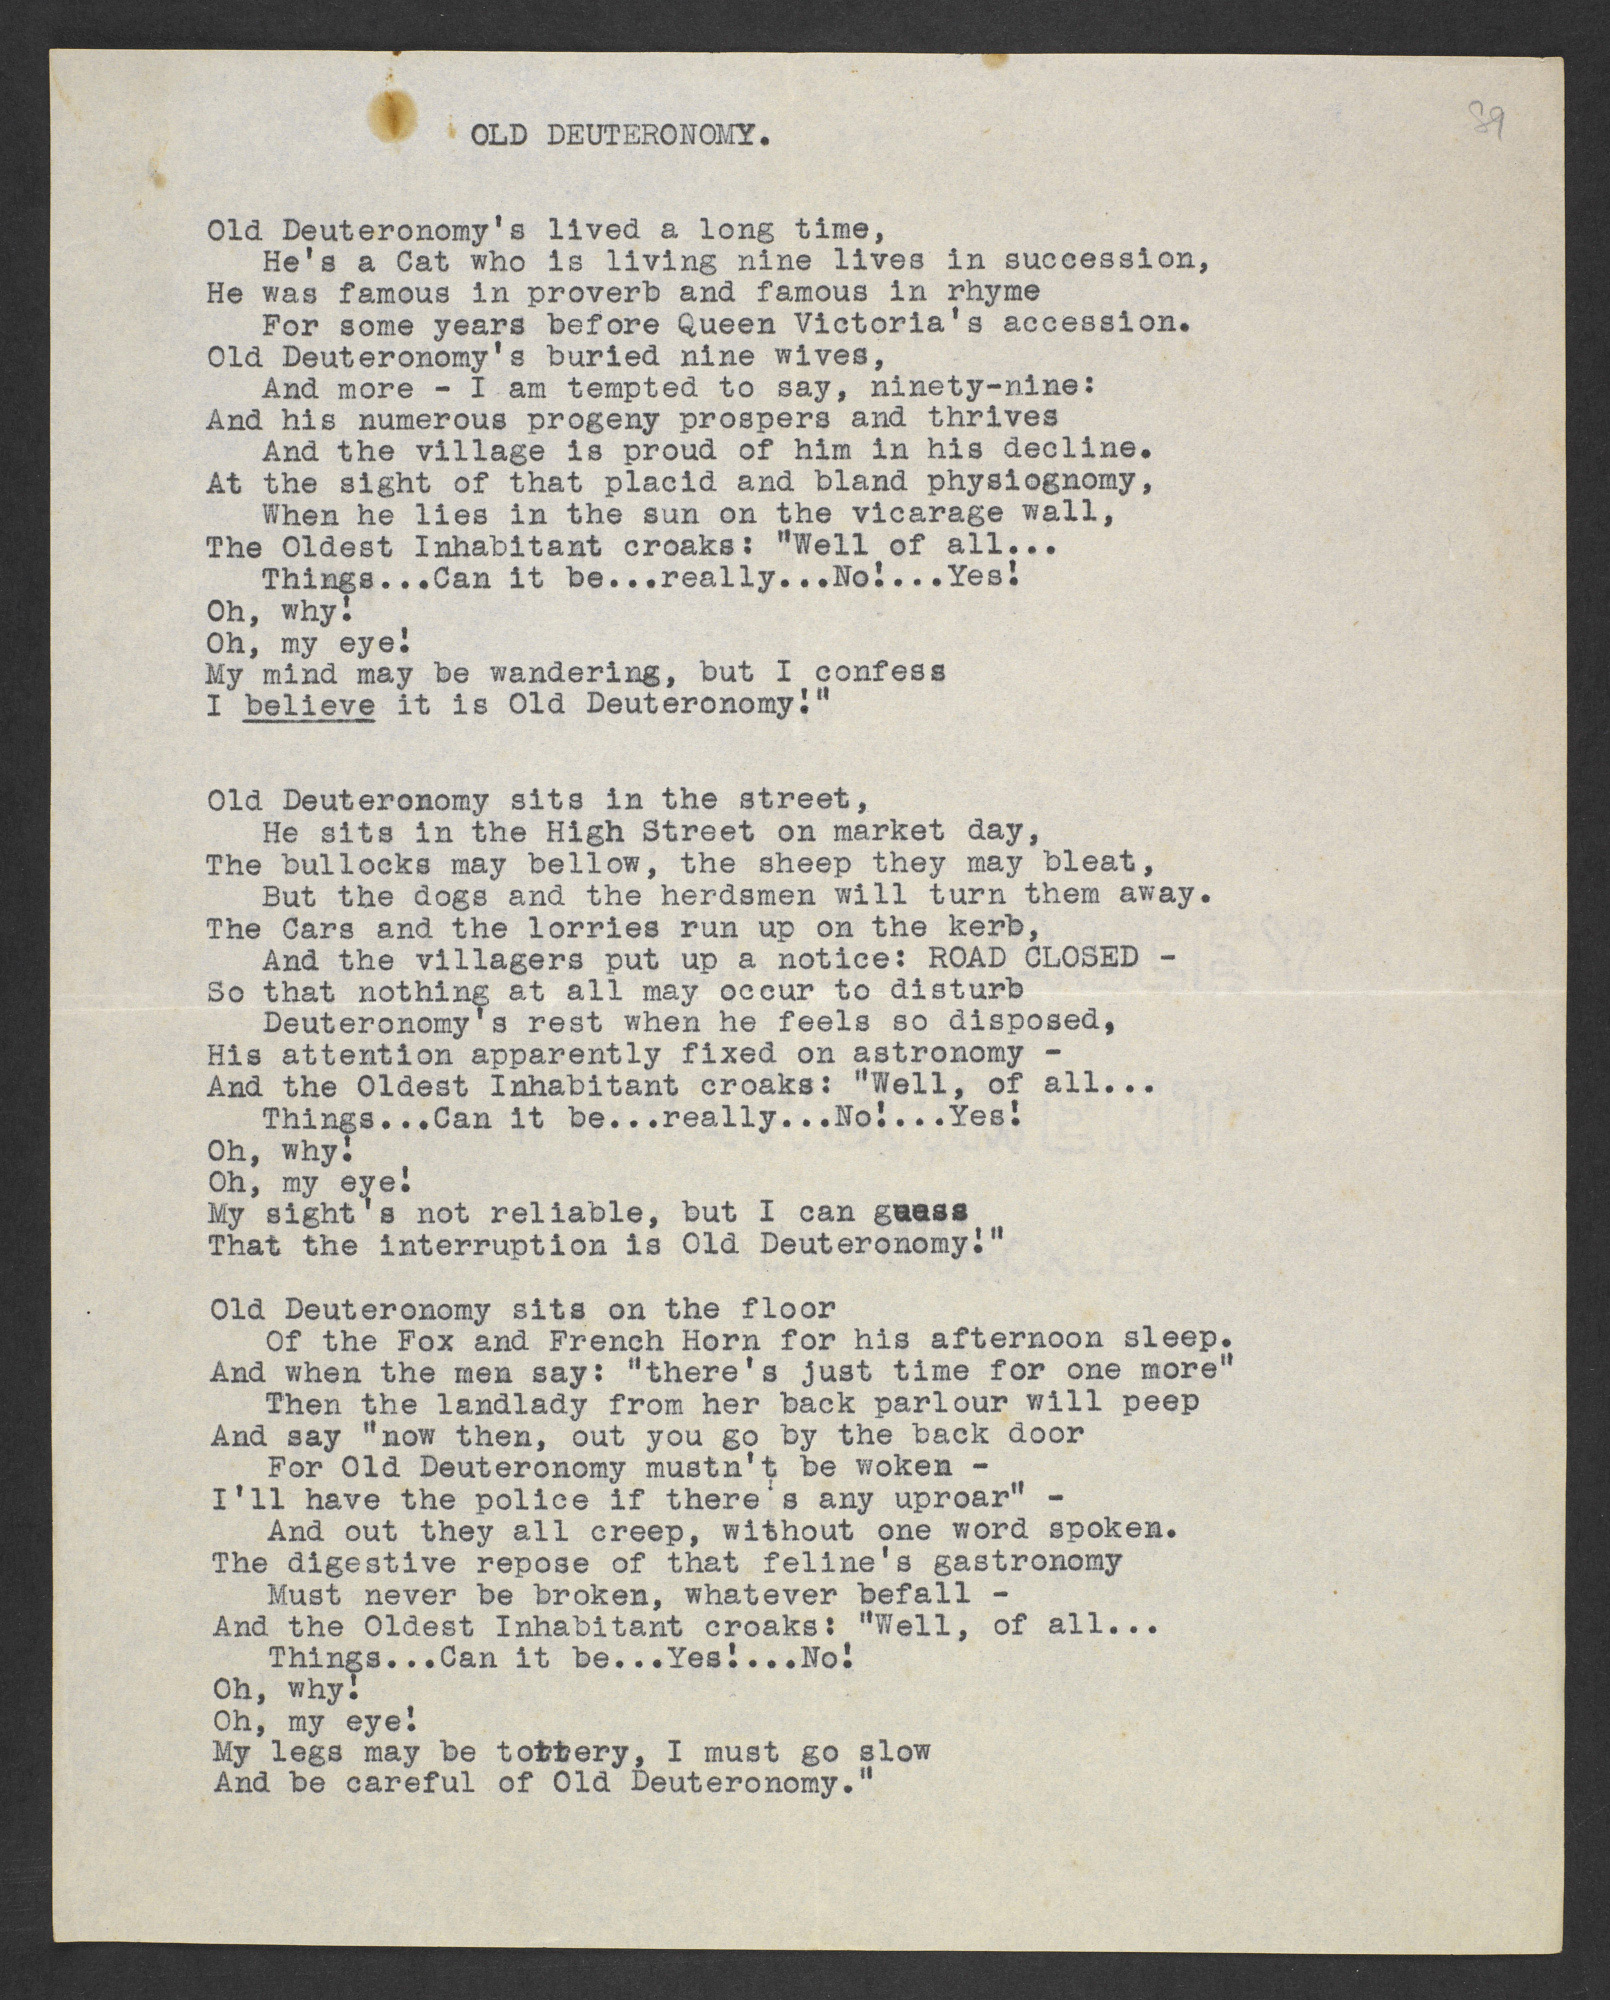 89
OLD DEUTERONOMY.
Old Deuteronomy's lived a long time,
He's a Cat who is living nine lives in succession,
He was famous in proverb and famous in rhyme
For some years before Queen Victoria's accession.
Old Deuteronomy's buried nine wives,
And more - I am tempted to say, ninety-nine:
And his numerous progeny prospers and thrives
And the village is proud of him in his decline.
At the sight of that placid and bland physiognomy,
When he lies in the sun on the vicarage wall,
The Oldest Inhabitant croaks: "Well of all...
Things...Can it be...really...No!...Yes!
Oh, why!
Oh, my eye!
My mind may be wandering, but I confess
I believe it is Old Deuteronomy!"
Old Deuteronomy sits in the street,
He sits in the High Street on market day,
The bullocks may bellow, the sheep they may bleat,
But the dogs and the herdsmen will turn them away.
The Cars and the lorries run up on the kerb,
And the villagers put up a notice: ROAD CLOSED -
So that nothing at all may occur to disturb
Deuteronomy's rest when he feels so disposed,
His attention apparently fixed on astronomy -
And the Oldest Inhabitant croaks: "Well, of all...
Things...Can it be...really...No!...Yes!
Oh, why!
Oh, my eye!
My sight's not reliable, but I can guess
That the interruption is Old Deuteronomy!"
Old Deuteronomy sits on the floor
Of the Fox and French Horn for his afternoon sleep.
And when the men say: "there's just time for one more"
Then the landlady from her back parlour will peep
And say "now then, out you go by the back door
For Old Deuteronomy mustn't be woken -
I'll have the police if there's any uproar" -
And out they all creep, without one word spoken.
The digestive repose of that feline's gastronomy
Must never be broken, whatever befall -
And the Oldest Inhabitant croaks: "Well, of all...
Things...Can it be...Yes!...No!
Oh, why!
Oh, my eye!
My legs may be tottery, I must go slow
And be careful of Old Deuteronomy."